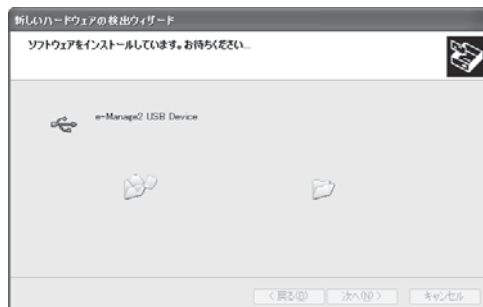 新しいハードウェアの検出ウィザード
ソフトウェアをインストールしています。お待ちください...
e-Manage2 USB Device
< 戻る(B)
次へ(N) >
キャンセル